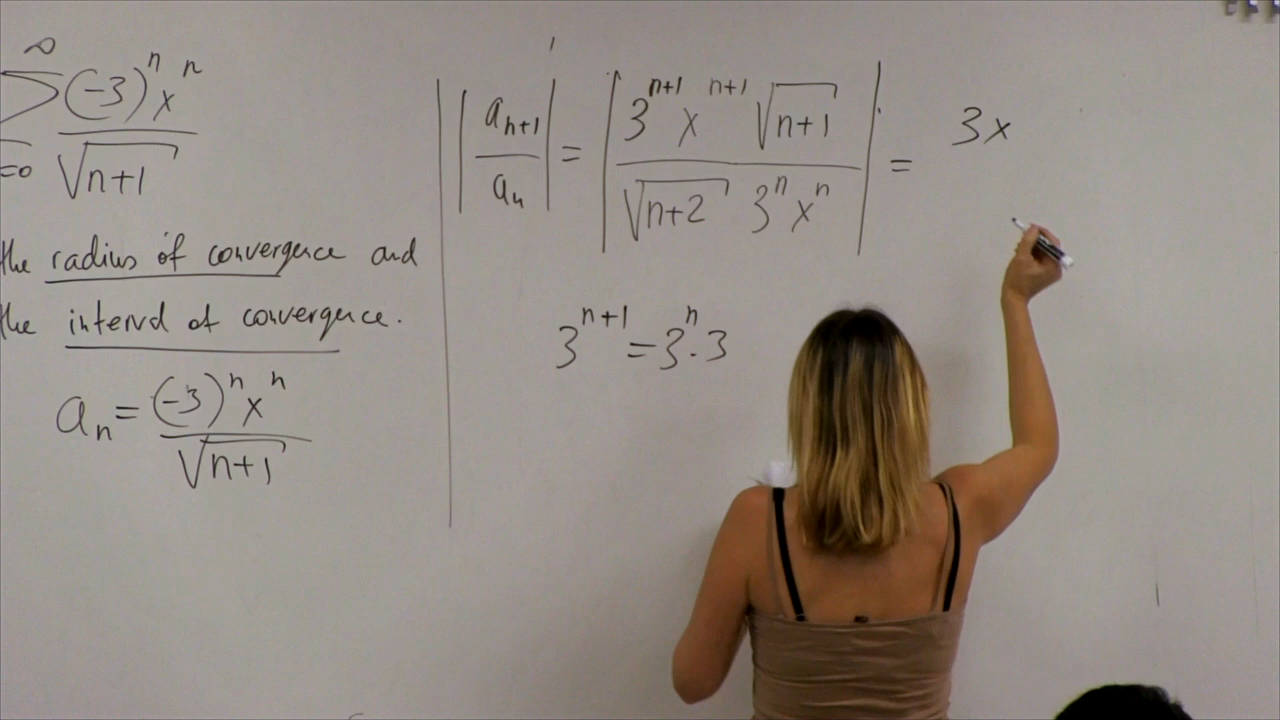 ∞
∑ (-3)^n x^n / √(n+1)
=0
the radius of convergence and
the interval of convergence.
a_n = (-3)^n x^n / √(n+1)
|a_{n+1} / a_n| = |3^{n+1} x^{n+1} √(n+1) / √(n+2) 3^n x^n| = 3x
3^{n+1} = 3^n · 3